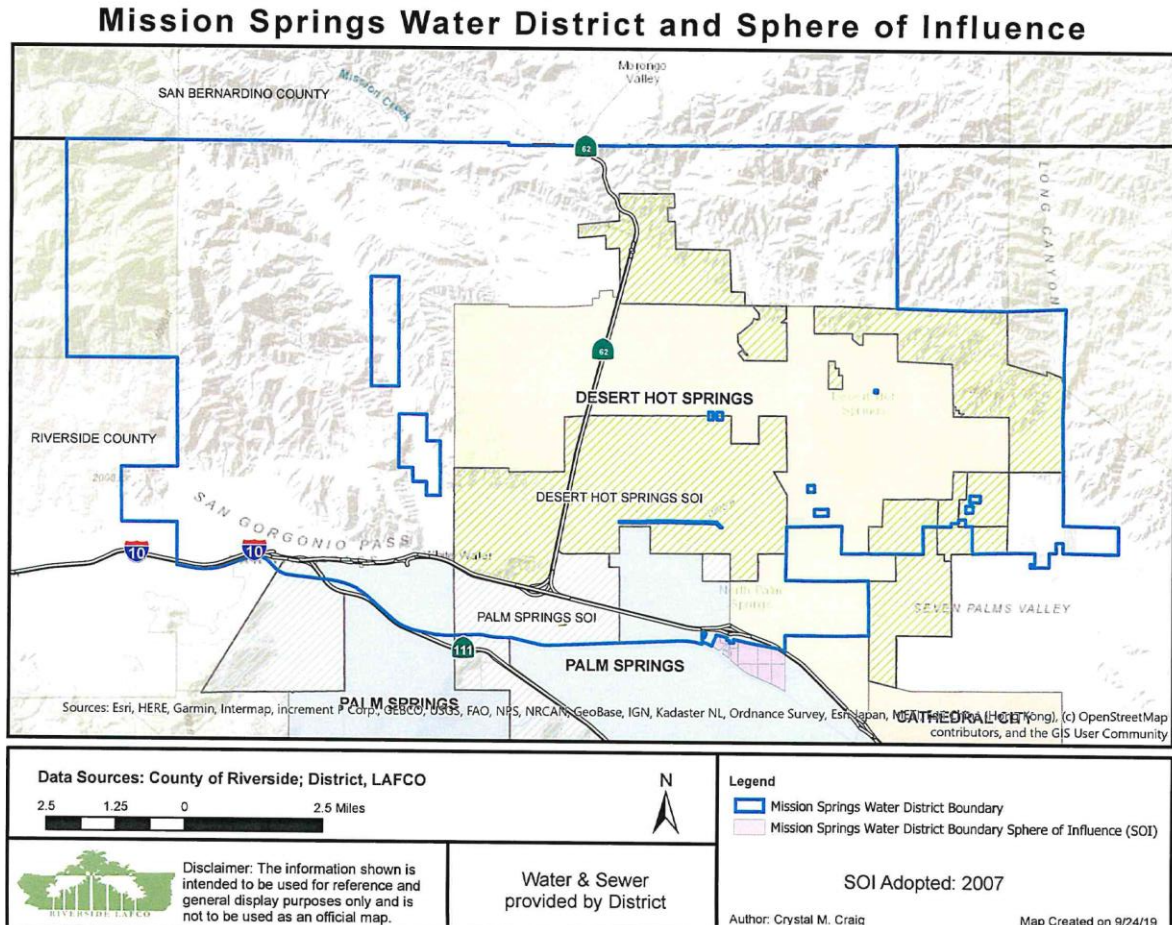 Mission Springs Water District and Sphere of Influence
Morongo
Valley
SAN BERNARDINO COUNTY
Mission Creek
62
LONG CANYON
62
DESERT HOT SPRINGS
Desert Hot
Springs
RIVERSIDE COUNTY
DESERT HOT SPRINGS SOI
SAN GORGONIO PASS
10
10
North Palm
Springs
SEVEN PALMS VALLEY
PALM SPRINGS SOI
111
PALM SPRINGS
PALM SPRINGS
CATHEDRAL CITY
Sources: Esri, HERE, Garmin, Intermap, increment P Corp., GEBCO, USGS, FAO, NPS, NRCAN, GeoBase, IGN, Kadaster NL, Ordnance Survey, Esri Japan, METI, Esri China (Hong Kong), (c) OpenStreetMap
contributors, and the GIS User Community
Data Sources: County of Riverside; District, LAFCO
2.5 1.25 0 2.5 Miles
N
Legend
Mission Springs Water District Boundary
Mission Springs Water District Boundary Sphere of Influence (SOI)
RIVERSIDE LAFCO
Disclaimer: The information shown is
intended to be used for reference and
general display purposes only and is
not to be used as an official map.
Water & Sewer
provided by District
SOI Adopted: 2007
Author: Crystal M. Craig
Map Created on 9/24/19